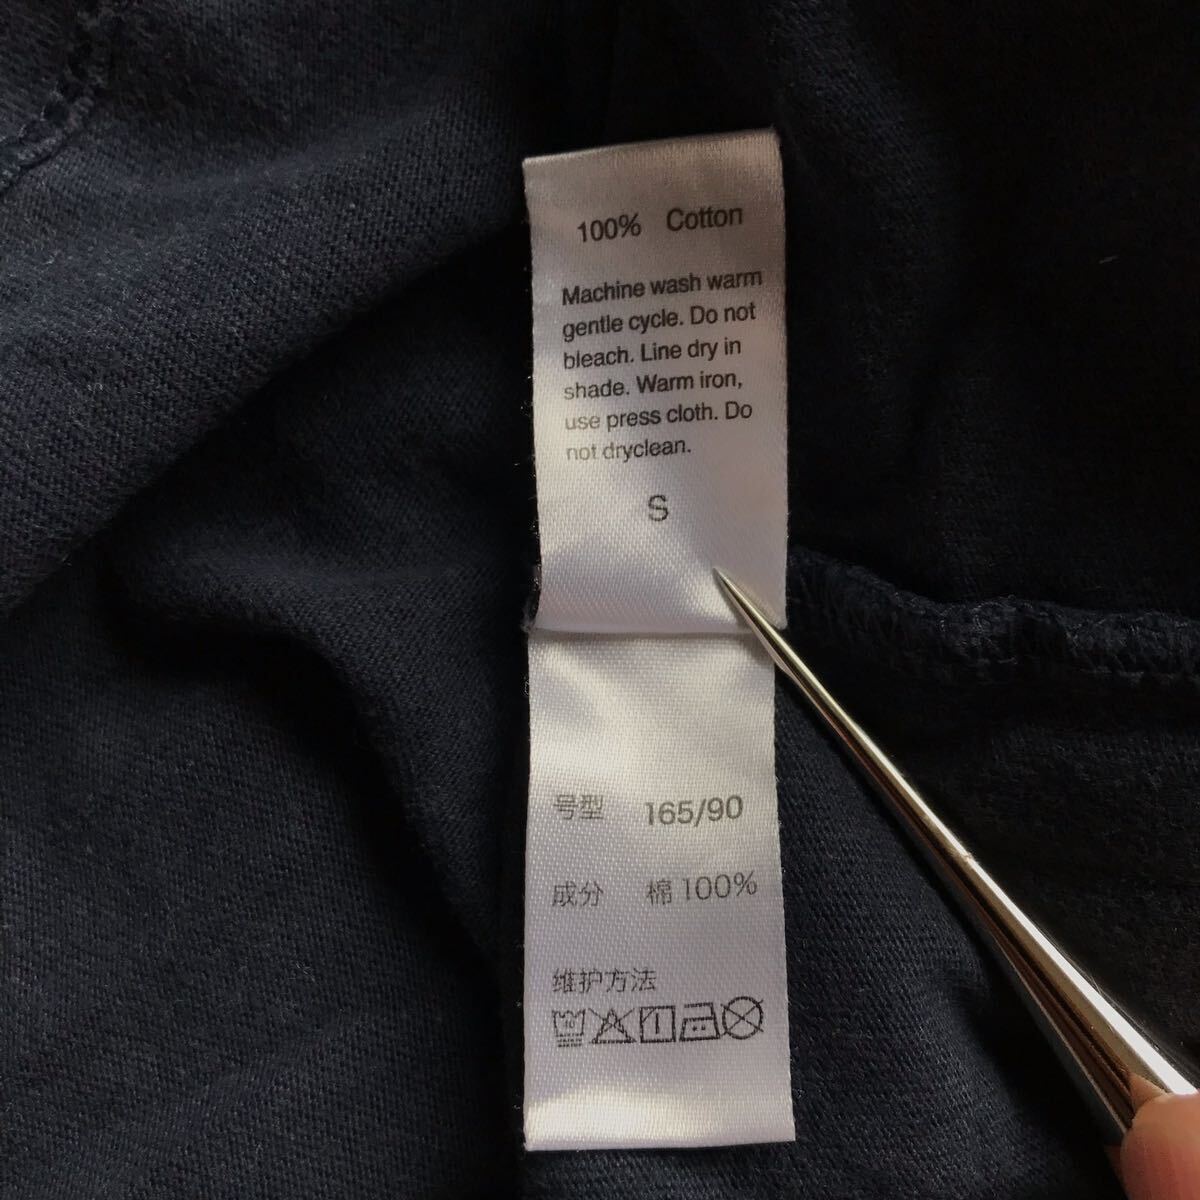 100% Cotton
Machine wash warm
gentle cycle. Do not
bleach. Line dry in
shade. Warm iron,
use press cloth. Do
not dryclean.
S
号型 165/90
成分 棉 100%
维护方法